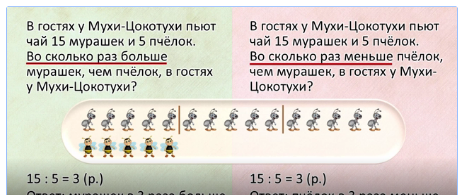 В гостях у Мухи-Цокотухи пьют
чай 15 мурашек и 5 пчёлок.
Во сколько раз больше
мурашек, чем пчёлок, в гостях
у Мухи-Цокотухи?
15 : 5 = 3 (р.)
Ответ: мурашек в 3 раза больше
В гостях у Мухи-Цокотухи пьют
чай 15 мурашек и 5 пчёлок.
Во сколько раз меньше пчёлок,
чем мурашек, в гостях у Мухи-
Цокотухи?
15 : 5 = 3 (р.)
Ответ: пчёлок в 3 раза меньше